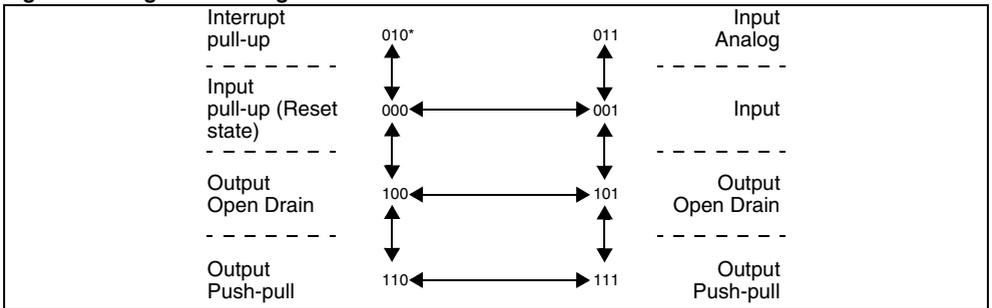 Interrupt
pull-up
010*
011
Input
Analog
Input
pull-up (Reset
state)
000
001
Input
Output
Open Drain
100
101
Output
Open Drain
Output
Push-pull
110
111
Output
Push-pull